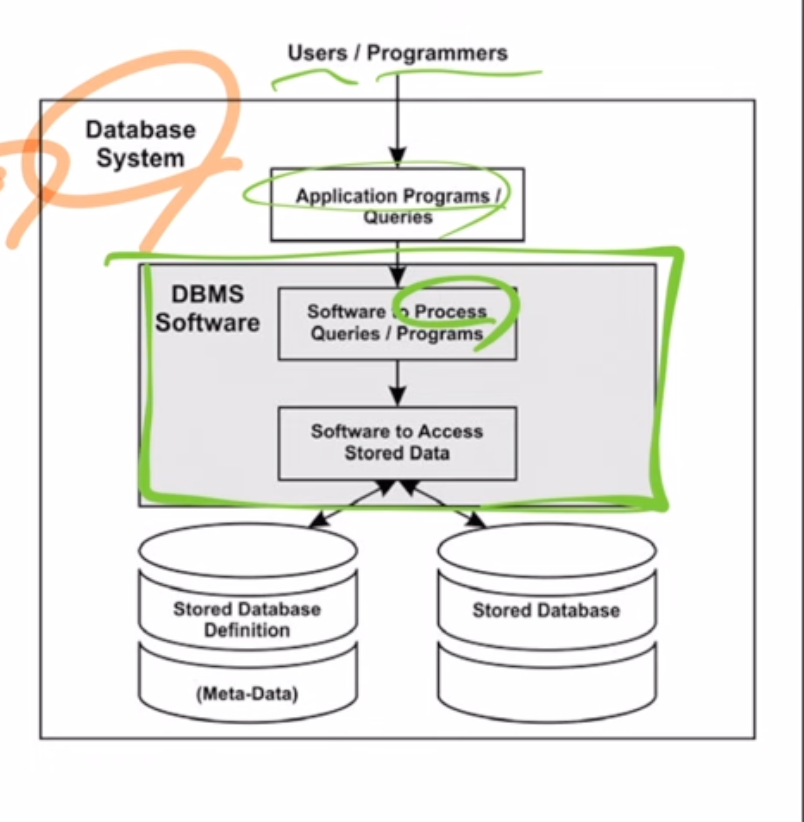 Users / Programmers
Database
System
Application Programs /
Queries
DBMS
Software
Software to Process
Queries / Programs
Software to Access
Stored Data
Stored Database
Definition
(Meta-Data)
Stored Database